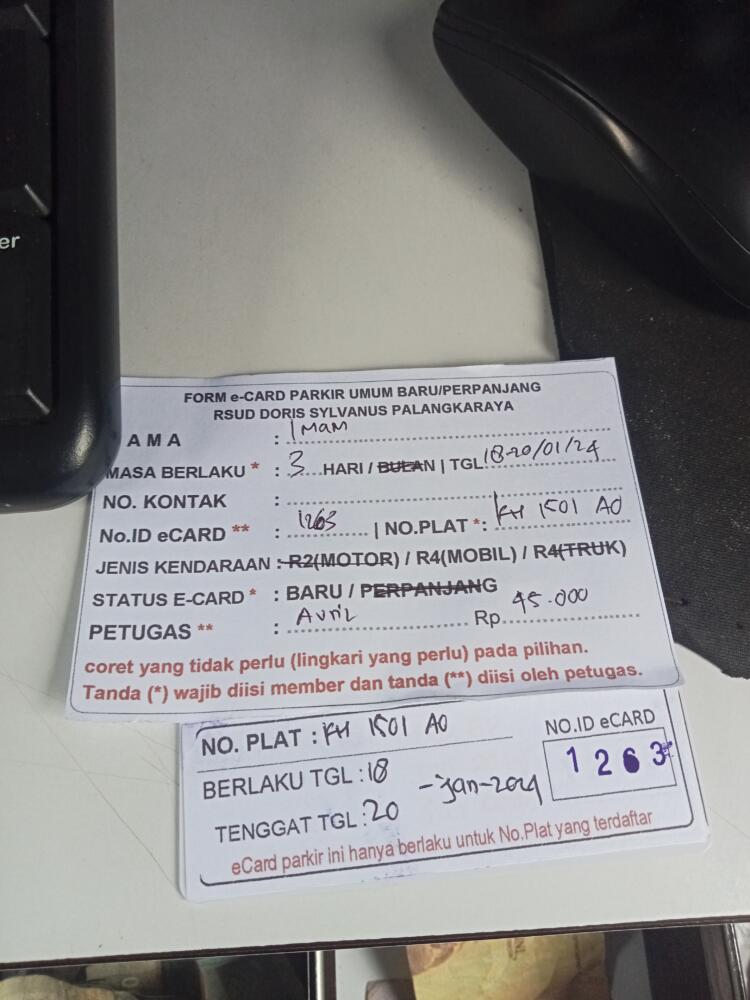 er
FORM e-CARD PARKIR UMUM BARU/PERPANJANG
RSUD DORIS SYLVANUS PALANGKARAYA
AMA : Imam
MASA BERLAKU * : 3 HARI / BULAN | TGL. 18-20/01/24
NO. KONTAK :
No.ID eCARD ** : 1263 | NO.PLAT *: KH 1501 AO
JENIS KENDARAAN : R2(MOTOR) / R4(MOBIL) / R4(TRUK)
STATUS E-CARD * : BARU / PERPANJANG
PETUGAS ** : Avril Rp. 45.000
coret yang tidak perlu (lingkari yang perlu) pada pilihan.
Tanda (*) wajib diisi member dan tanda (**) diisi oleh petugas.
NO. PLAT : KH 1501 AO
NO.ID eCARD
1263
BERLAKU TGL : 18
-Jan-2024
TENGGAT TGL : 20
eCard parkir ini hanya berlaku untuk No.Plat yang terdaftar